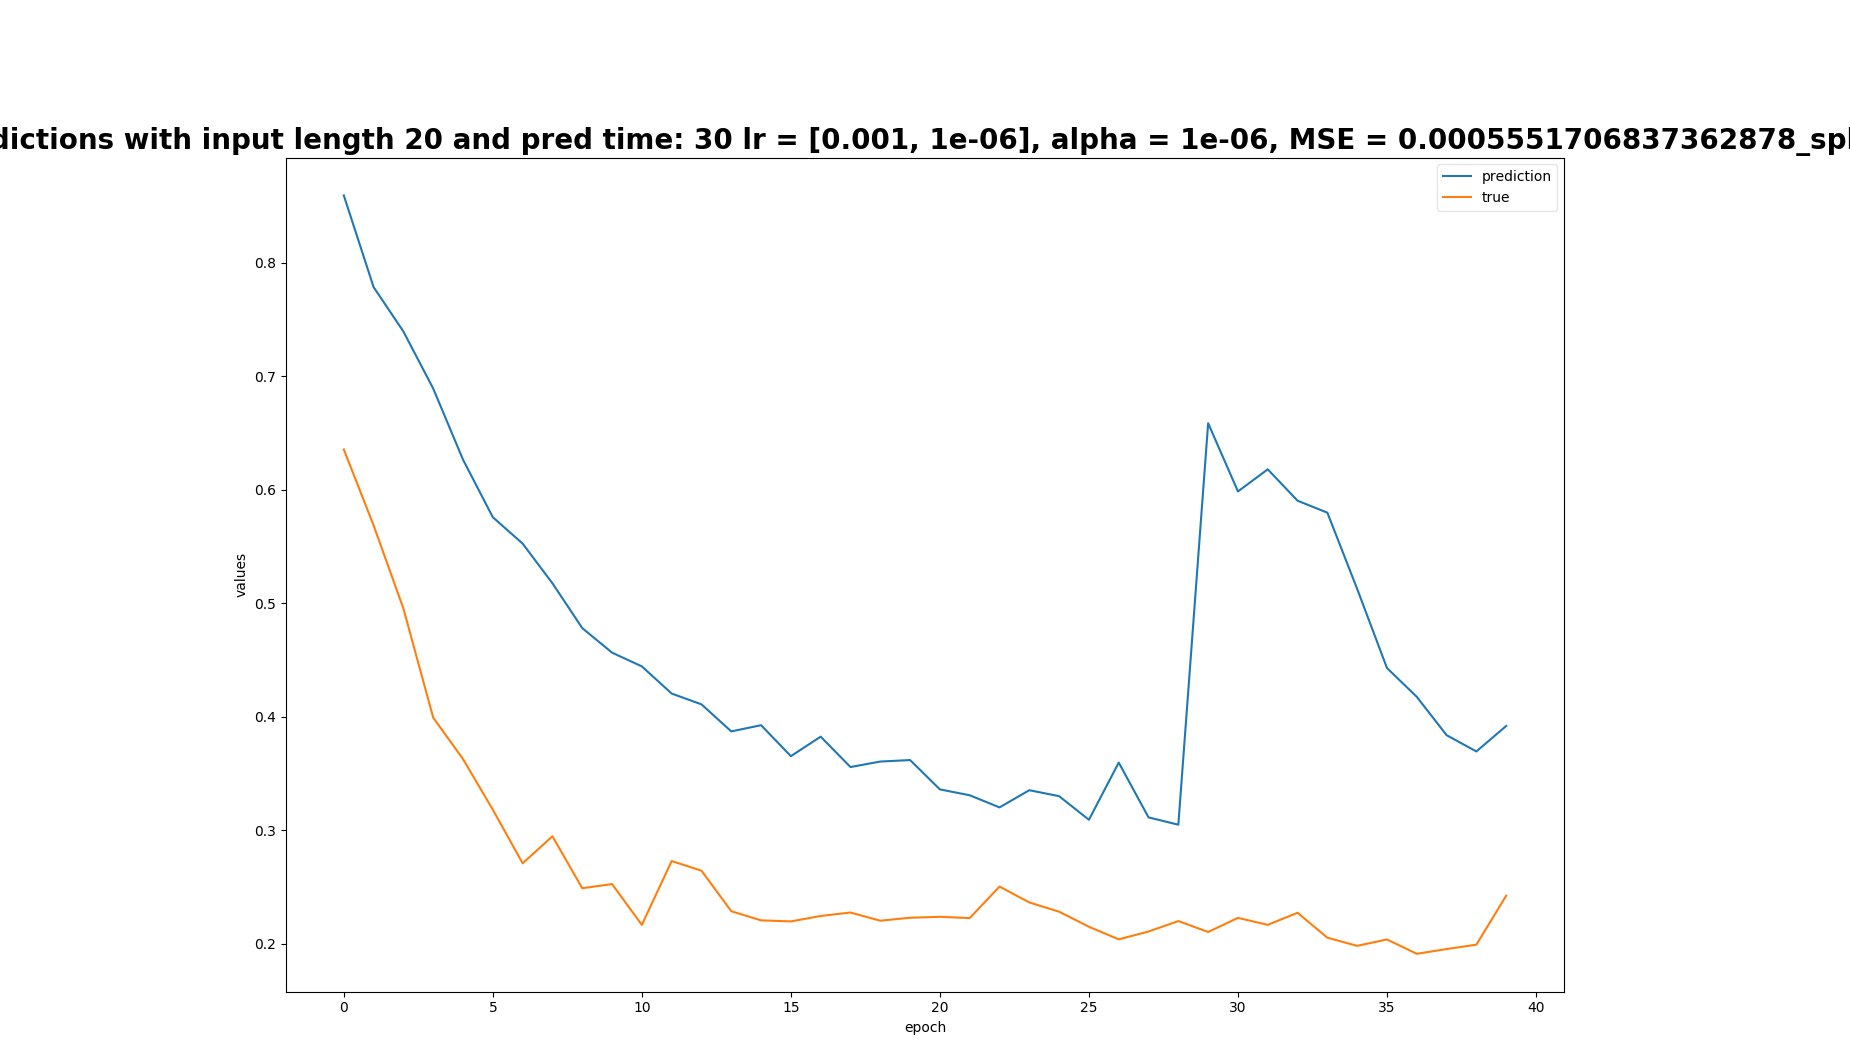 dictions with input length 20 and pred time: 30 lr = [0.001, 1e-06], alpha = 1e-06, MSE = 0.0005551706837362878_spl
prediction
true
0.8
0.7
0.6
0.5
0.4
0.3
0.2
values
0 5 10 15 20 25 30 35 40
epoch